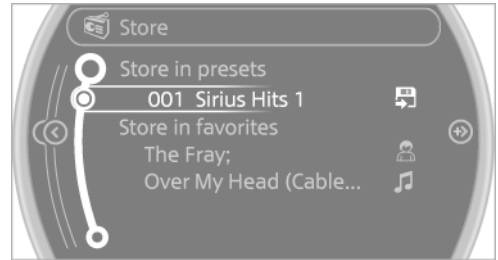 Store
Store in presets
001 Sirius Hits 1
Store in favorites
The Fray;
Over My Head (Cable...